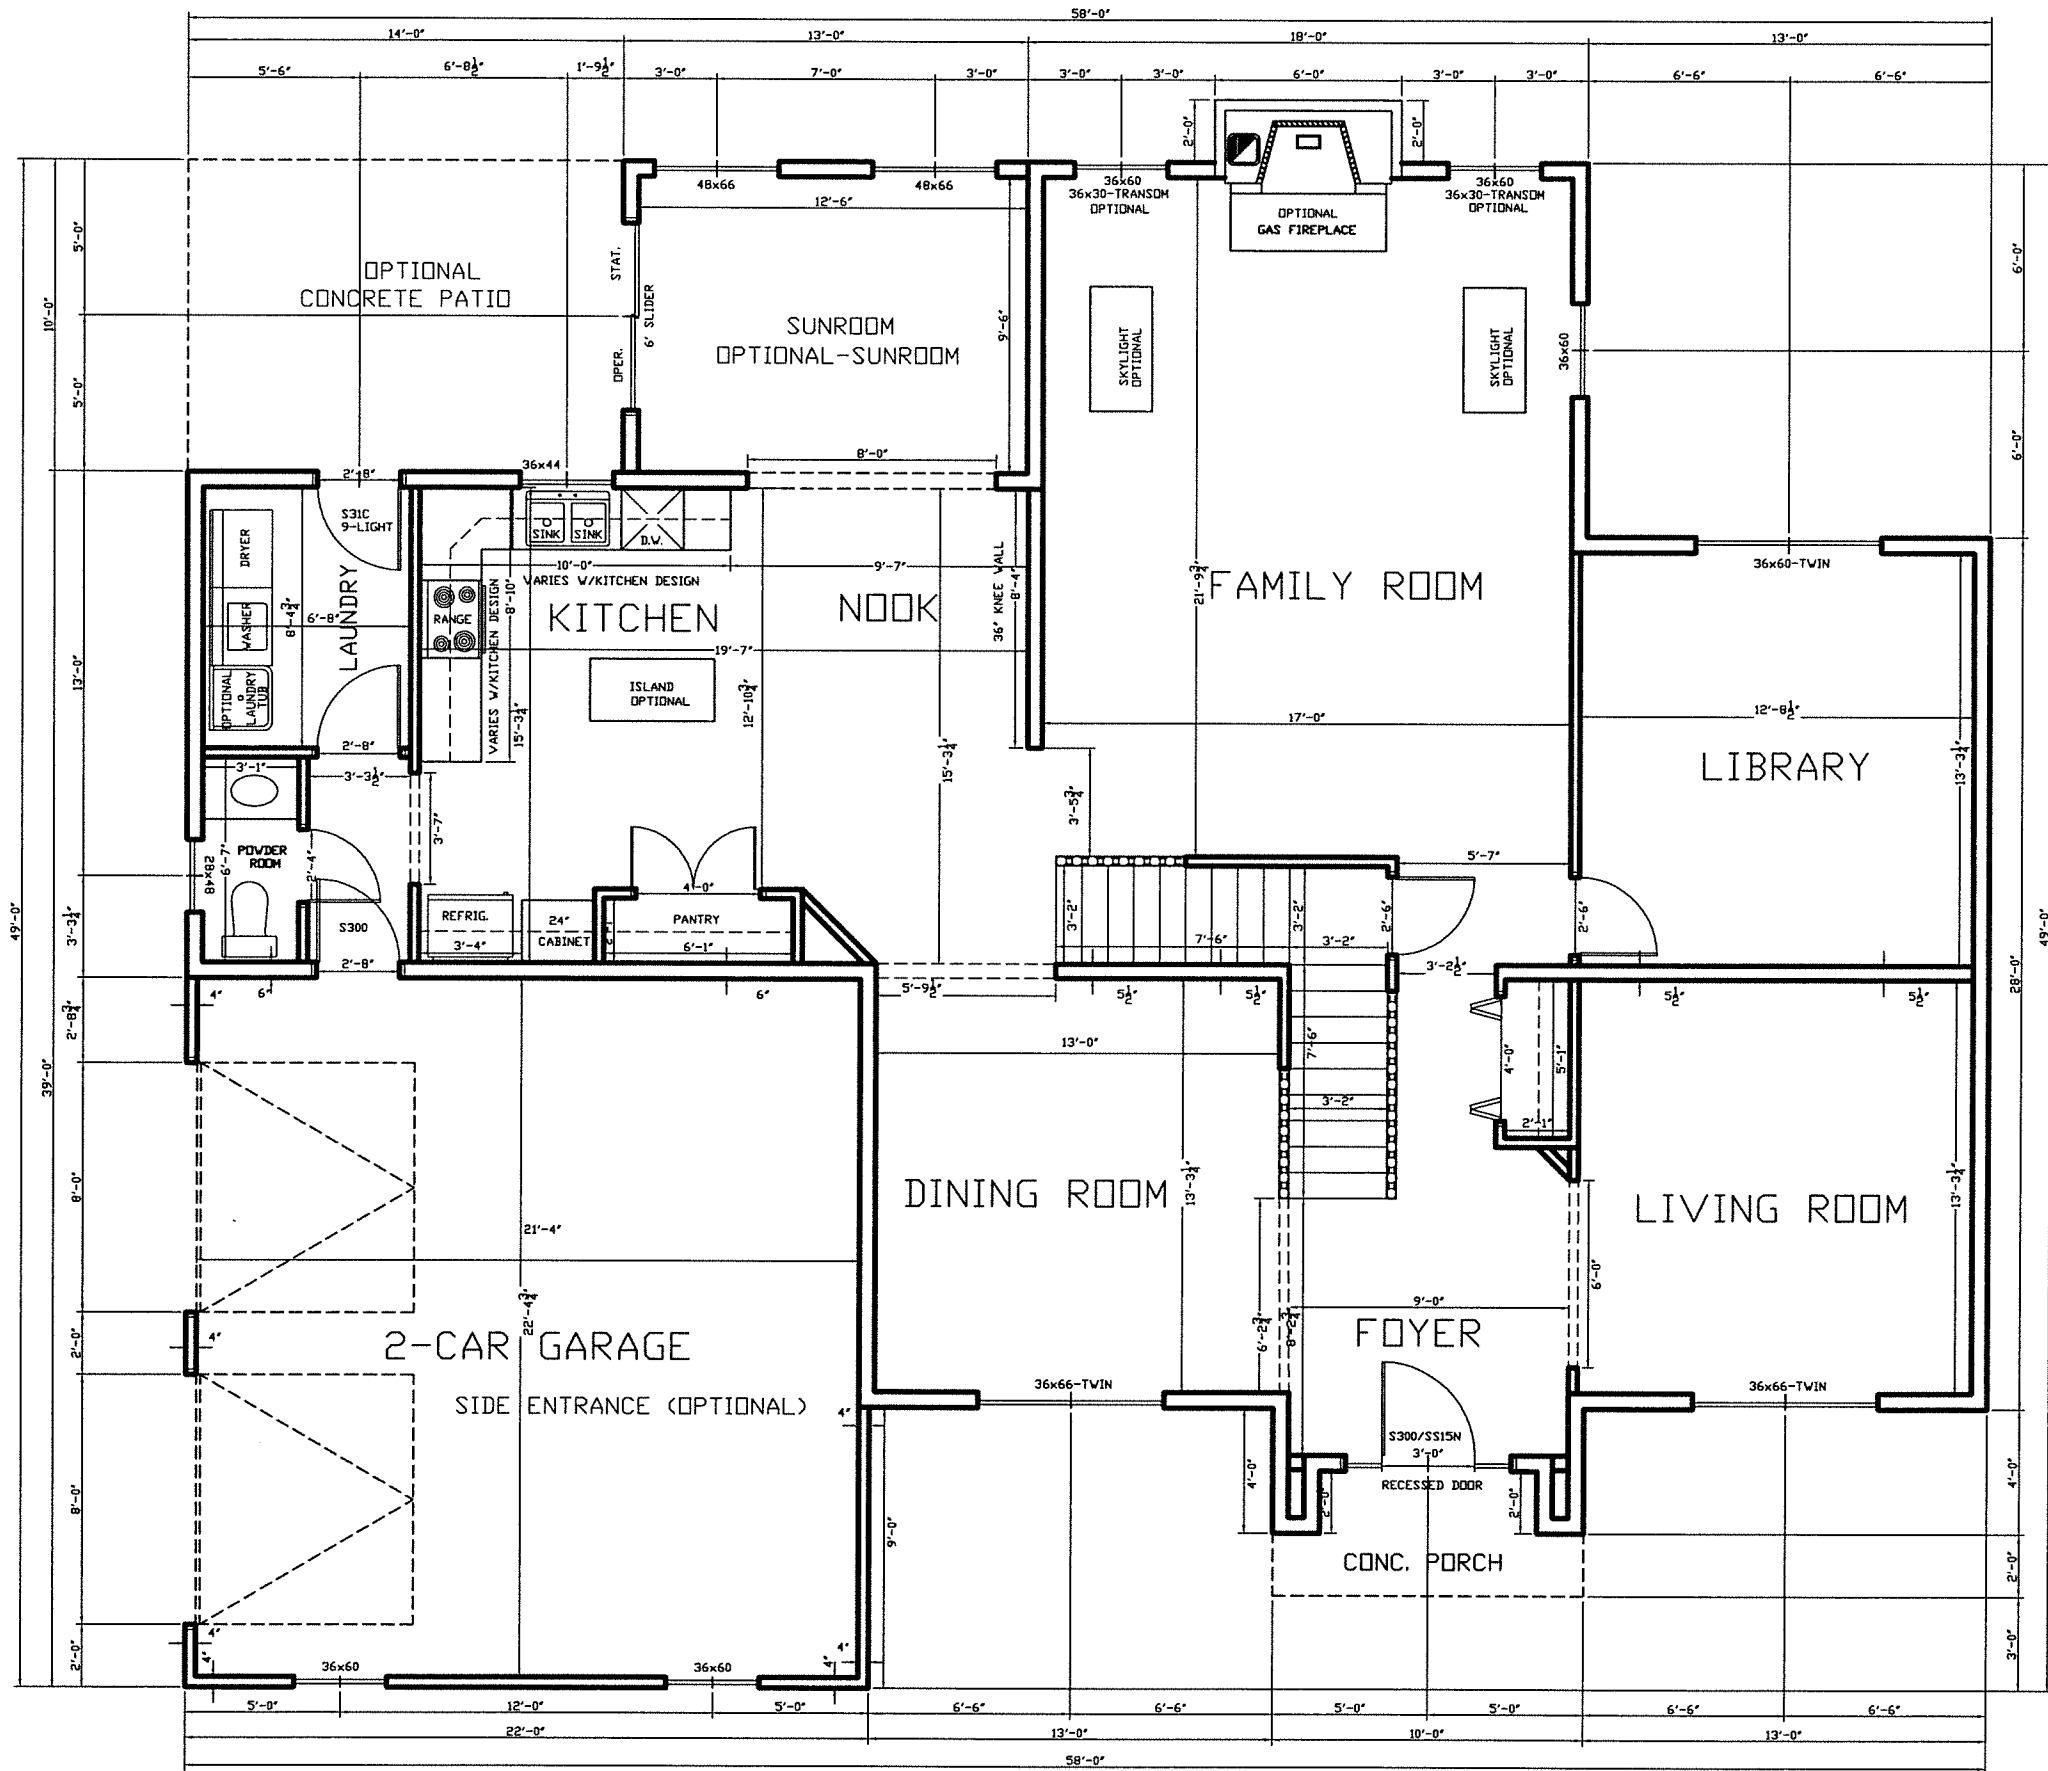 58'-0"
14'-0"
13'-0"
18'-0"
13'-0"
5'-6"
6'-8½"
1'-9½"
3'-0"
7'-0"
3'-0"
3'-0"
3'-0"
6'-0"
3'-0"
3'-0"
6'-6"
6'-6"
2'-0"
2'-0"
48x66
48x66
36x60
36x30-TRANSOM
OPTIONAL
36x60
36x30-TRANSOM
OPTIONAL
12'-6"
OPTIONAL
GAS FIREPLACE
5'-0"
STAT.
6' SLIDER
OPER.
OPTIONAL
CONCRETE PATIO
10'-0"
5'-0"
SUNROOM
OPTIONAL-SUNROOM
9'-6"
SKYLIGHT
OPTIONAL
SKYLIGHT
OPTIONAL
36x60
6'-0"
6'-0"
8'-0"
2'-8"
36x44
S31C
9-LIGHT
SINK
SINK
D.W.
DRYER
WASHER
OPTIONAL
LAUNDRY
TUB
8'-4¾"
6'-8"
LAUNDRY
10'-0"
VARIES W/KITCHEN DESIGN
9'-7"
8'-10"
VARIES W/KITCHEN DESIGN
RANGE
KITCHEN
NOOK
36" KNEE WALL
8'-4"
21'-9¾"
FAMILY ROOM
36x60-TWIN
19'-7"
ISLAND
OPTIONAL
15'-3¼"
12'-10¾"
15'-3¼"
17'-0"
12'-8½"
LIBRARY
13'-3½"
13'-0"
2'-8"
3'-1"
3'-3½"
3'-7"
3'-5¾"
POWDER
ROOM
28x48
6'-7"
2'-4"
5'-7"
4'-0"
REFRIG.
3'-4"
24"
CABINET
2'-1"
PANTRY
6'-1"
S300
2'-8"
3'-2"
3'-2"
7'-6"
3'-2"
2'-6"
2'-6"
49'-0"
3'-3½"
4"
6"
6"
5'-9½"
5½"
5½"
3'-2½"
5½"
5½"
28'-0"
49'-0"
2'-8¾"
39'-0"
13'-0"
7'-6"
4'-0"
5'-1"
3'-2"
2'-1"
8'-0"
21'-4"
DINING ROOM
13'-3½"
LIVING ROOM
13'-3½"
6'-0"
9'-0"
FOYER
6'-2¾"
8'-2¾"
2'-0"
4"
22'-4¾"
2-CAR GARAGE
SIDE ENTRANCE (OPTIONAL)
36x66-TWIN
36x66-TWIN
4"
S300/SS15N
3'-0"
RECESSED DOOR
4'-0"
2'-0"
2'-0"
4'-0"
8'-0"
9'-0"
CONC. PORCH
2'-0"
2'-0"
4"
4"
4"
4"
3'-0"
36x60
36x60
5'-0"
12'-0"
5'-0"
6'-6"
6'-6"
5'-0"
5'-0"
6'-6"
6'-6"
22'-0"
13'-0"
10'-0"
13'-0"
58'-0"